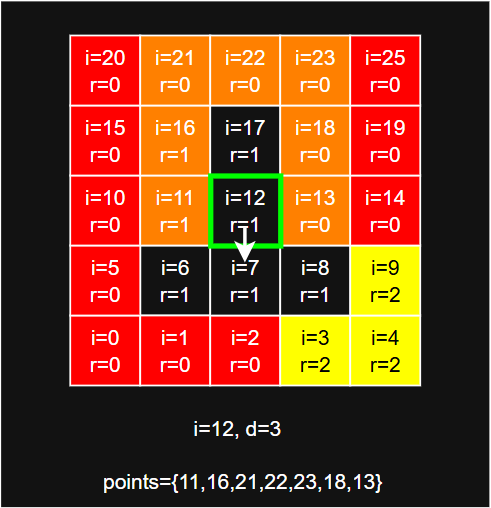 i=20 i=21 i=22 i=23 i=25
r=0 r=0 r=0 r=0 r=0
i=15 i=16 i=17 i=18 i=19
r=0 r=1 r=1 r=0 r=0
i=10 i=11 i=12 i=13 i=14
r=0 r=1 r=1 r=0 r=0
i=5 i=6 i=7 i=8 i=9
r=0 r=1 r=1 r=1 r=2
i=0 i=1 i=2 i=3 i=4
r=0 r=0 r=0 r=2 r=2
i=12, d=3
points={11,16,21,22,23,18,13}